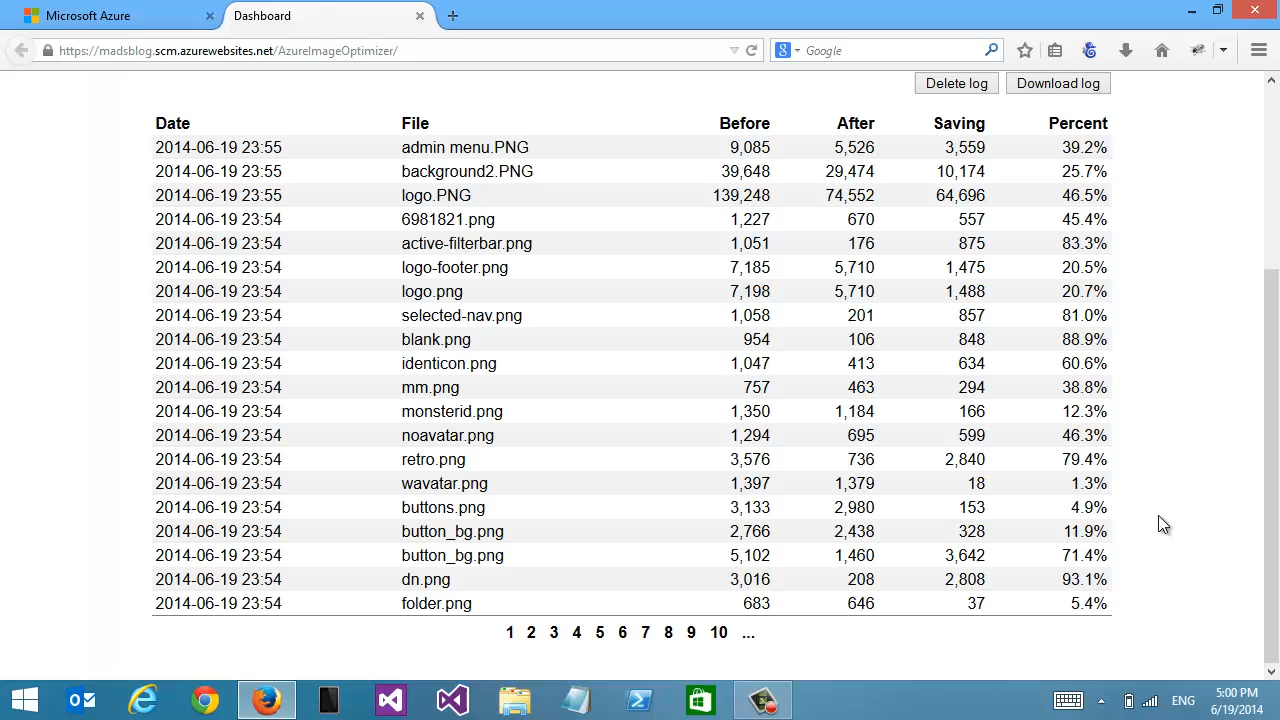 Microsoft Azure
Dashboard
https://madsblog.scm.azurewebsites.net/AzureImageOptimizer/
Google
Delete log Download log
Date File Before After Saving Percent
2014-06-19 23:55 admin menu.PNG 9,085 5,526 3,559 39.2%
2014-06-19 23:55 background2.PNG 39,648 29,474 10,174 25.7%
2014-06-19 23:55 logo.PNG 139,248 74,552 64,696 46.5%
2014-06-19 23:54 6981821.png 1,227 670 557 45.4%
2014-06-19 23:54 active-filterbar.png 1,051 176 875 83.3%
2014-06-19 23:54 logo-footer.png 7,185 5,710 1,475 20.5%
2014-06-19 23:54 logo.png 7,198 5,710 1,488 20.7%
2014-06-19 23:54 selected-nav.png 1,058 201 857 81.0%
2014-06-19 23:54 blank.png 954 106 848 88.9%
2014-06-19 23:54 identicon.png 1,047 413 634 60.6%
2014-06-19 23:54 mm.png 757 463 294 38.8%
2014-06-19 23:54 monsterid.png 1,350 1,184 166 12.3%
2014-06-19 23:54 noavatar.png 1,294 695 599 46.3%
2014-06-19 23:54 retro.png 3,576 736 2,840 79.4%
2014-06-19 23:54 wavatar.png 1,397 1,379 18 1.3%
2014-06-19 23:54 buttons.png 3,133 2,980 153 4.9%
2014-06-19 23:54 button_bg.png 2,766 2,438 328 11.9%
2014-06-19 23:54 button_bg.png 5,102 1,460 3,642 71.4%
2014-06-19 23:54 dn.png 3,016 208 2,808 93.1%
2014-06-19 23:54 folder.png 683 646 37 5.4%
1 2 3 4 5 6 7 8 9 10 ...
ENG
5:00 PM
6/19/2014